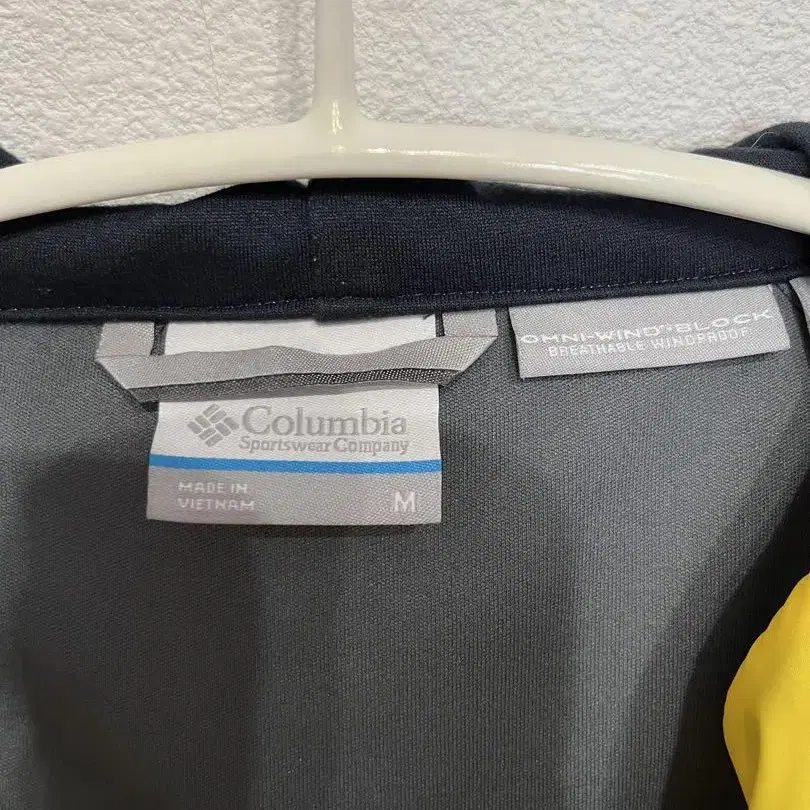 Columbia
Sportswear Company
MADE IN
VIETNAM
M
OMNI-WIND BLOCK
BREATHABLE WINDPROOF